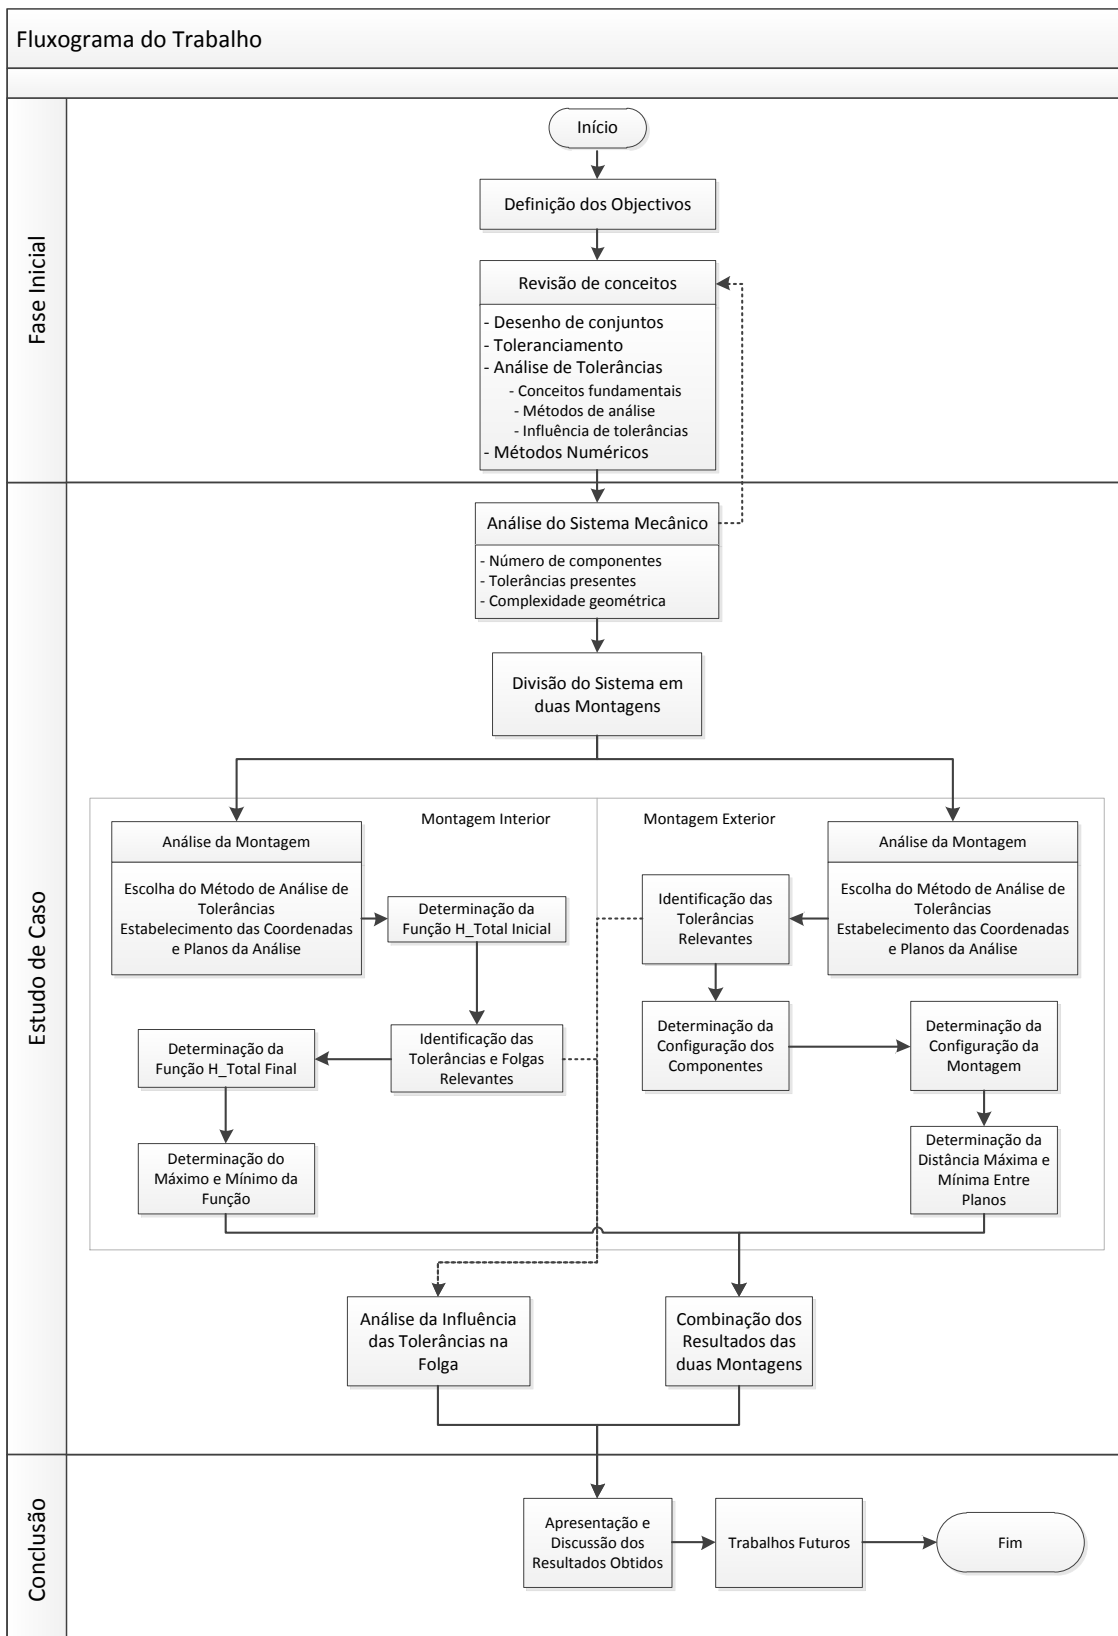 Fluxograma do Trabalho
Fase Inicial
Início
Definição dos Objectivos
Revisão de conceitos
- Desenho de conjuntos
- Toleranciamento
- Análise de Tolerâncias
- Conceitos fundamentais
- Métodos de análise
- Influência de tolerâncias
- Métodos Numéricos
Estudo de Caso
Análise do Sistema Mecânico
- Número de componentes
- Tolerâncias presentes
- Complexidade geométrica
Divisão do Sistema em
duas Montagens
Montagem Interior
Análise da Montagem
Escolha do Método de Análise de
Tolerâncias
Estabelecimento das Coordenadas
e Planos da Análise
Determinação da
Função H_Total Inicial
Identificação das
Tolerâncias e Folgas
Relevantes
Determinação da
Função H_Total Final
Determinação do
Máximo e Mínimo da
Função
Montagem Exterior
Análise da Montagem
Escolha do Método de Análise de
Tolerâncias
Estabelecimento das Coordenadas
e Planos da Análise
Identificação das
Tolerâncias
Relevantes
Determinação da
Configuração dos
Componentes
Determinação da
Configuração da
Montagem
Determinação da
Distância Máxima e
Mínima Entre
Planos
Análise da Influência
das Tolerâncias na
Folga
Combinação dos
Resultados das
duas Montagens
Conclusão
Apresentação e
Discussão dos
Resultados Obtidos
Trabalhos Futuros
Fim